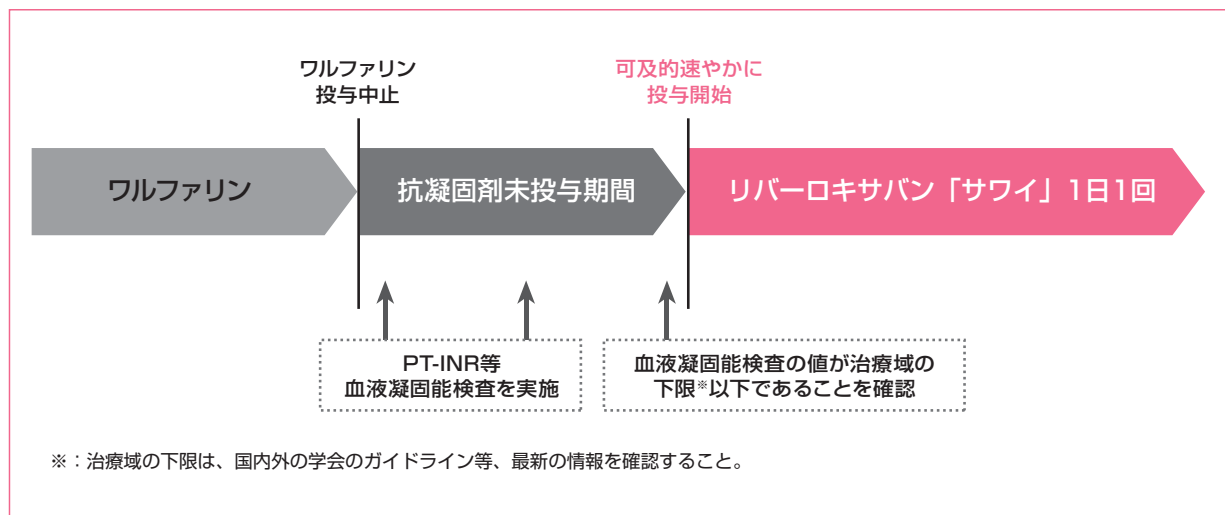 ワルファリン
投与中止
可及的速やかに
投与開始
ワルファリン
抗凝固剤未投与期間
リバーロキサバン「サワイ」1日1回
PT-INR等
血液凝固能検査を実施
血液凝固能検査の値が治療域の
下限※以下であることを確認
※：治療域の下限は、国内外の学会のガイドライン等、最新の情報を確認すること。